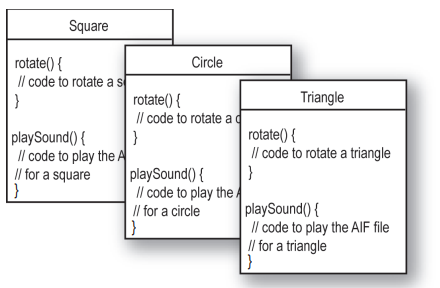 Square
rotate() {
// code to rotate a
}
playSound() {
// code to play the
// for a square
}
Circle
rotate() {
// code to rotate a
}
playSound() {
// code to play the
// for a circle
}
Triangle
rotate() {
// code to rotate a triangle
}
playSound() {
// code to play the AIF file
// for a triangle
}